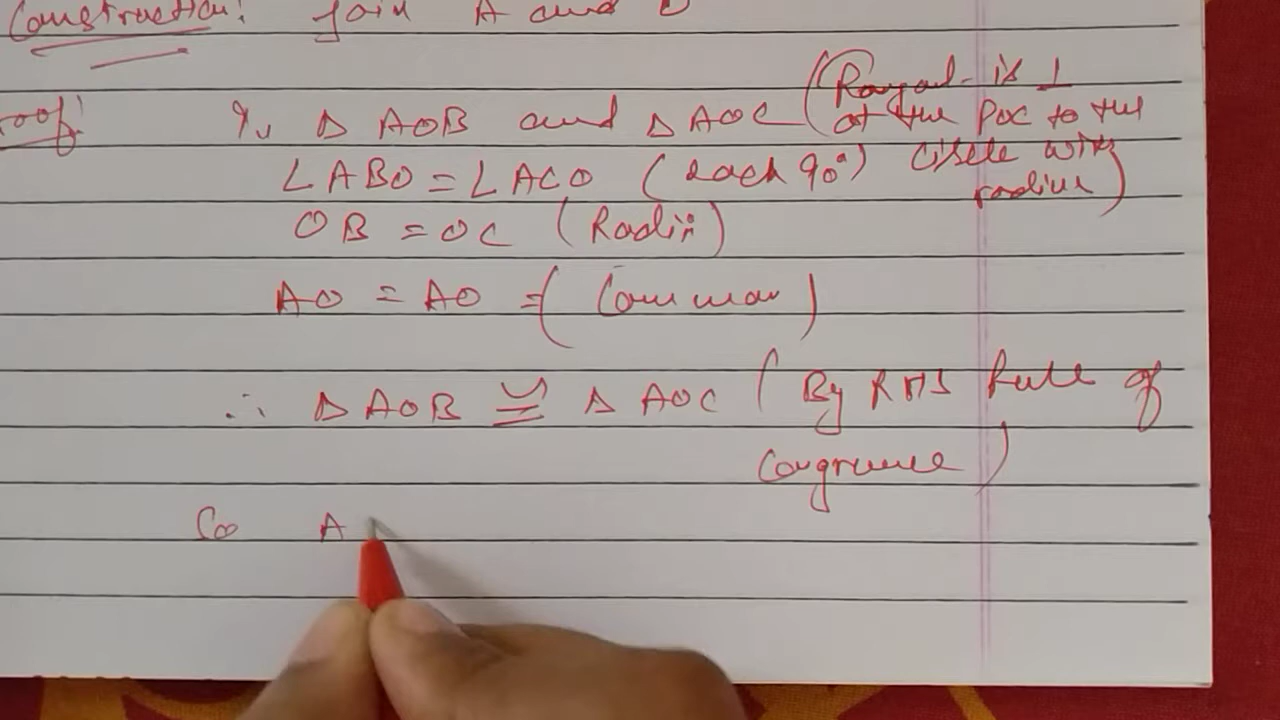 Construction: Join A and
Proof: In Δ AOB and Δ AOC (Tangent is ⊥
at the POC to the
∠ABO = ∠ACO (each 90°) circle with
radius)
OB = OC (Radii)
AO = AO = (Common)
∴ Δ AOB ≅ Δ AOC (By RHS Rule of
congruence)
So A